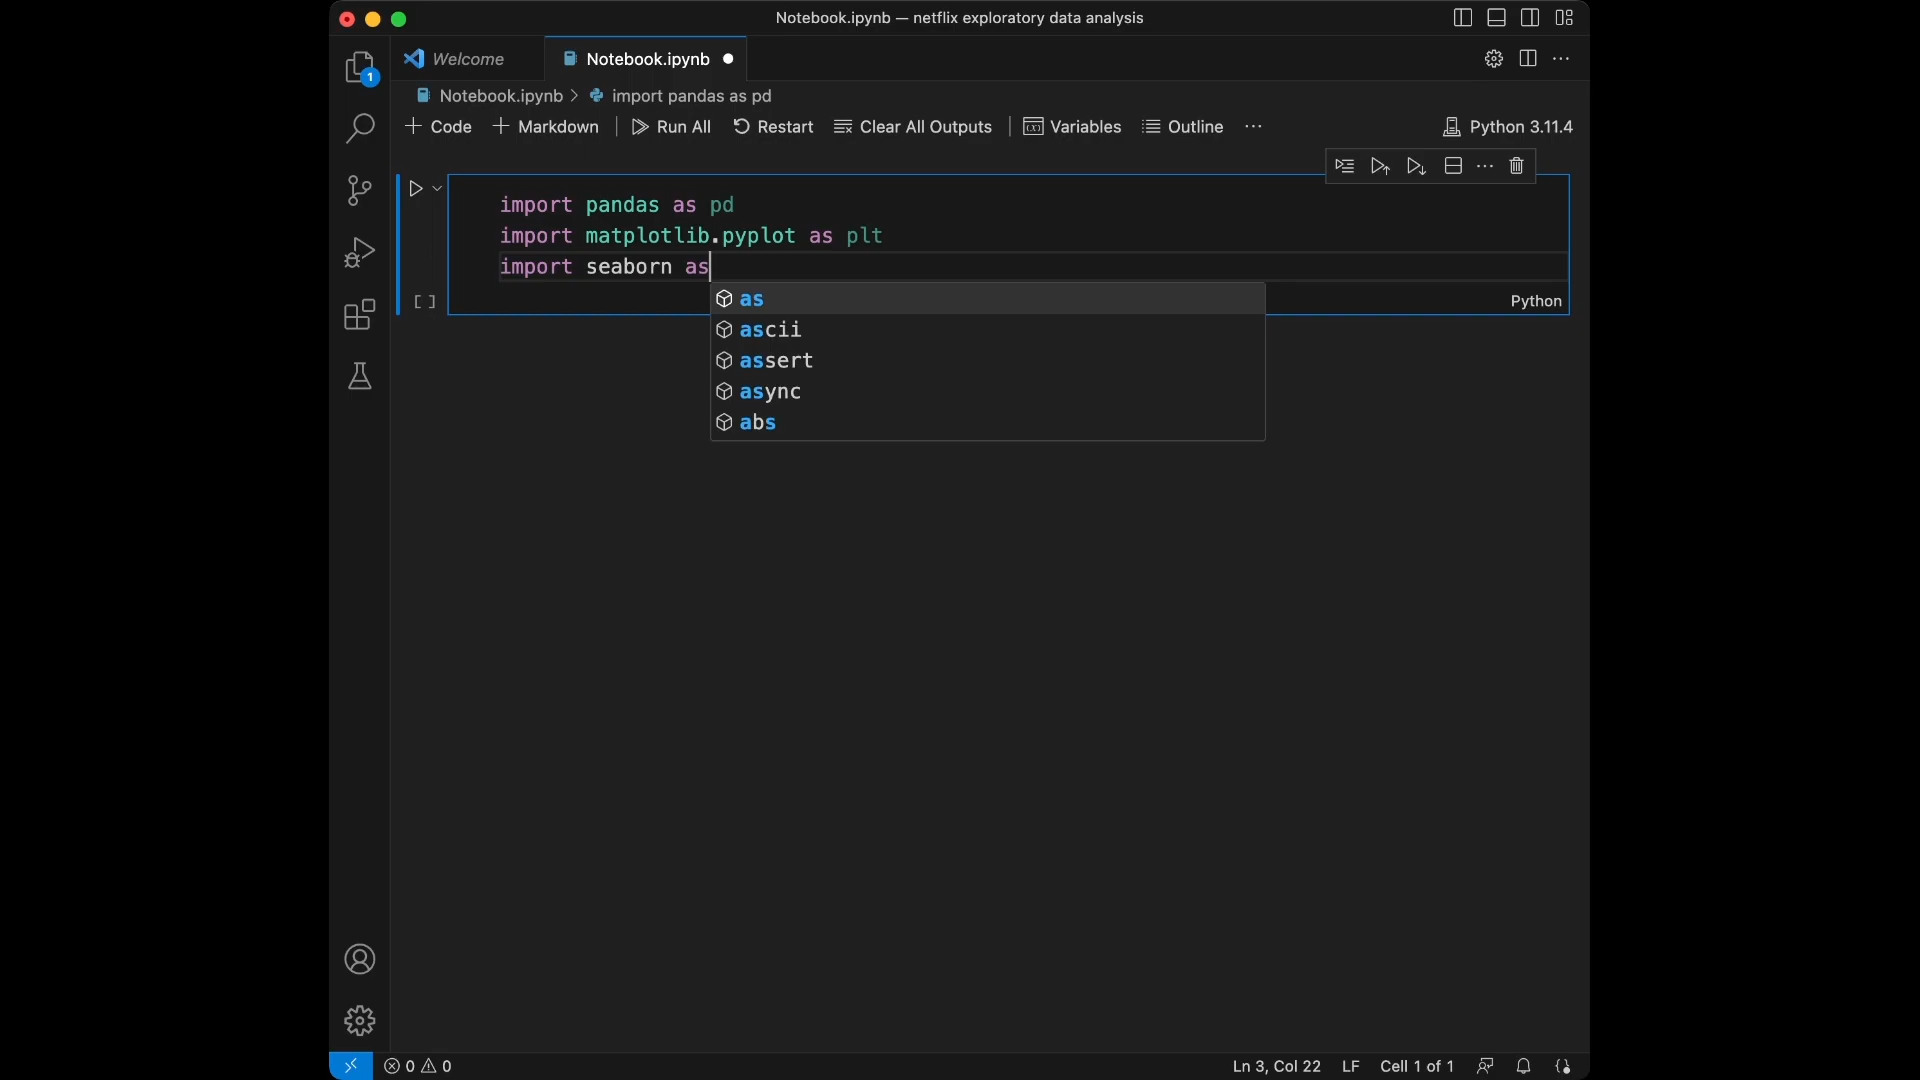 Notebook.ipynb — netflix exploratory data analysis
Welcome
Notebook.ipynb
1
Notebook.ipynb > import pandas as pd
+ Code + Markdown | Run All Restart Clear All Outputs | Variables Outline ... Python 3.11.4
import pandas as pd
import matplotlib.pyplot as plt
import seaborn as
[ ]
Python
as
ascii
assert
async
abs
0 0
Ln 3, Col 22 LF Cell 1 of 1